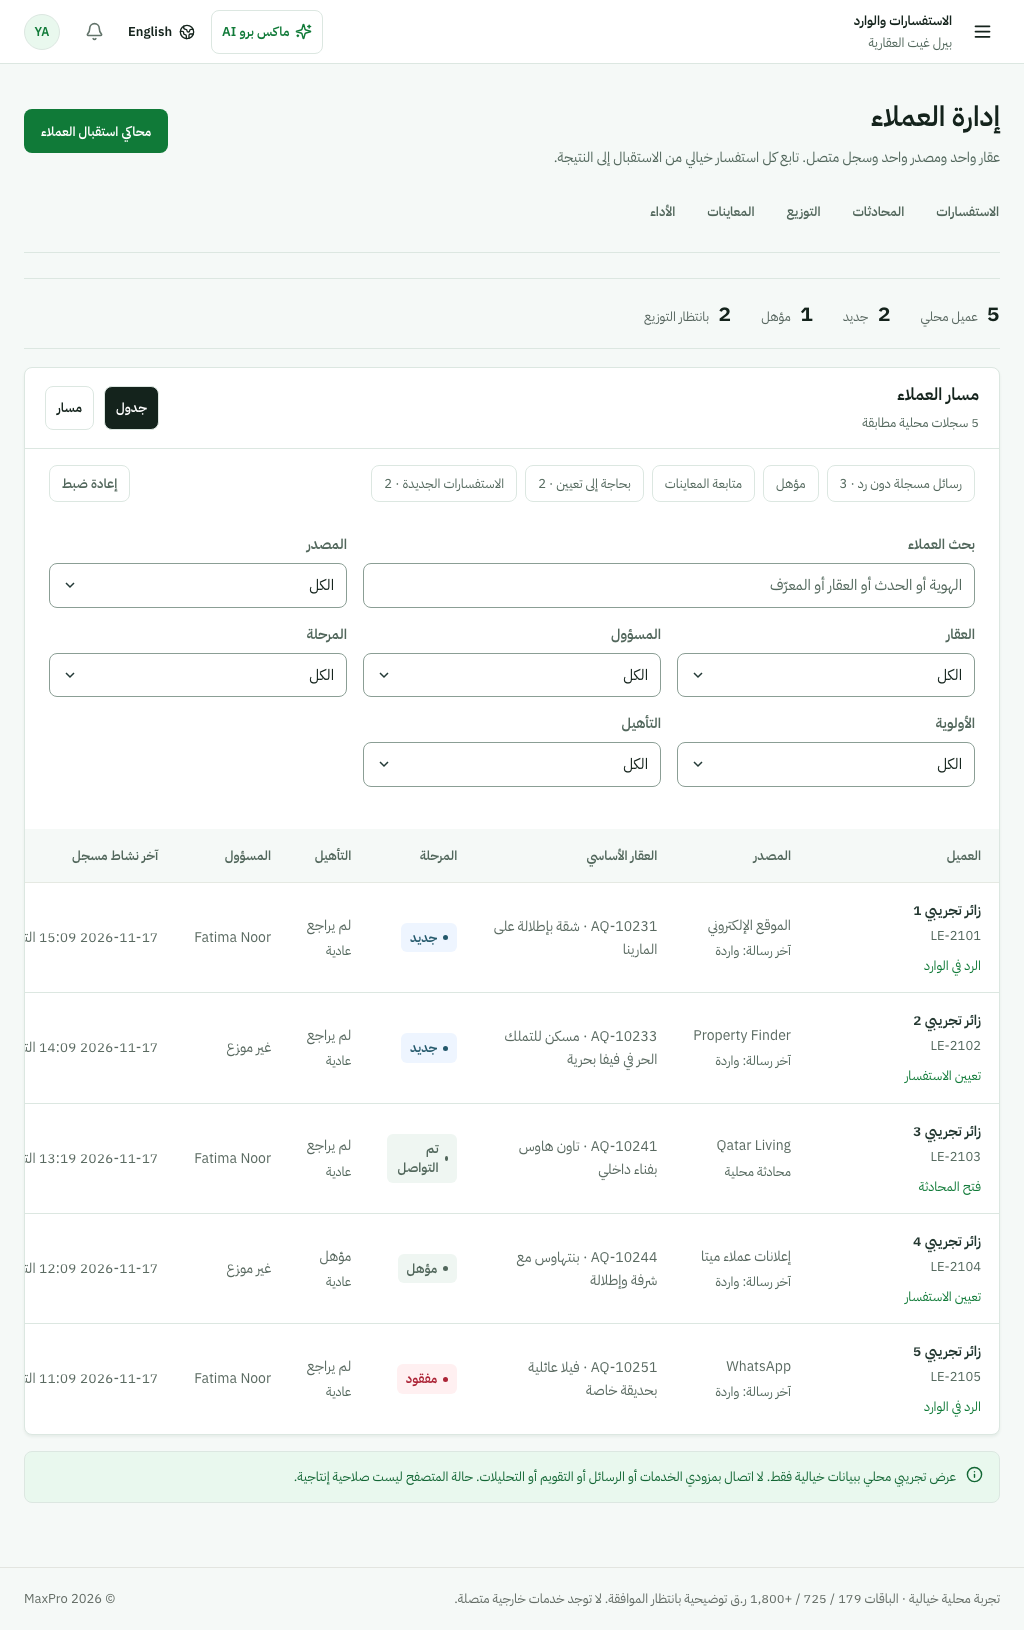 الاستفسارات والوارد
بيرل غيت العقارية
ماكس برو AI
English
YA
إدارة العملاء
عقار واحد ومصدر واحد وسجل متصل. تابع كل استفسار خيالي من الاستقبال إلى النتيجة.
محاكي استقبال العملاء
الاستفسارات
المحادثات
التوزيع
المعاينات
الأداء
5 عميل محلي
2 جديد
1 مؤهل
2 بانتظار التوزيع
مسار العملاء
5 سجلات محلية مطابقة
جدول
مسار
رسائل مسجلة دون رد · 3
مؤهل
متابعة المعاينات
بحاجة إلى تعيين · 2
الاستفسارات الجديدة · 2
إعادة ضبط
بحث العملاء
المصدر
الهوية أو الحدث أو العقار أو المعرّف
الكل
العقار
المسؤول
المرحلة
الكل
الكل
الكل
الأولوية
التأهيل
الكل
الكل
العميل
المصدر
العقار الأساسي
المرحلة
التأهيل
المسؤول
آخر نشاط مسجل
زائر تجريبي 1
LE-2101
الرد في الوارد
الموقع الإلكتروني
آخر رسالة: واردة
AQ-10231 · شقة بإطلالة على
المارينا
جديد
لم يراجع
عادية
Fatima Noor
2026-11-17 15:09
زائر تجريبي 2
LE-2102
تعيين الاستفسار
Property Finder
آخر رسالة: واردة
AQ-10233 · مسكن للتملك
الحر في فيفا بحرية
جديد
لم يراجع
عادية
غير موزع
2026-11-17 14:09
زائر تجريبي 3
LE-2103
فتح المحادثة
Qatar Living
محادثة محلية
AQ-10241 · تاون هاوس
بفناء داخلي
تم
التواصل
لم يراجع
عادية
Fatima Noor
2026-11-17 13:19
زائر تجريبي 4
LE-2104
تعيين الاستفسار
إعلانات عملاء ميتا
آخر رسالة: واردة
AQ-10244 · بنتهاوس مع
شرفة وإطلالة
مؤهل
مؤهل
عادية
غير موزع
2026-11-17 12:09
زائر تجريبي 5
LE-2105
الرد في الوارد
WhatsApp
آخر رسالة: واردة
AQ-10251 · فيلا عائلية
بحديقة خاصة
مفقود
لم يراجع
عادية
Fatima Noor
2026-11-17 11:09
عرض تجريبي محلي ببيانات خيالية فقط. لا اتصال بمزودي الخدمات أو الرسائل أو التقويم أو التحليلات. حالة المتصفح ليست صلاحية إنتاجية.
تجربة محلية خيالية · الباقات 179 / 725 / +1,800 ر.ق توضيحية بانتظار الموافقة. لا توجد خدمات خارجية متصلة.
© 2026 MaxPro